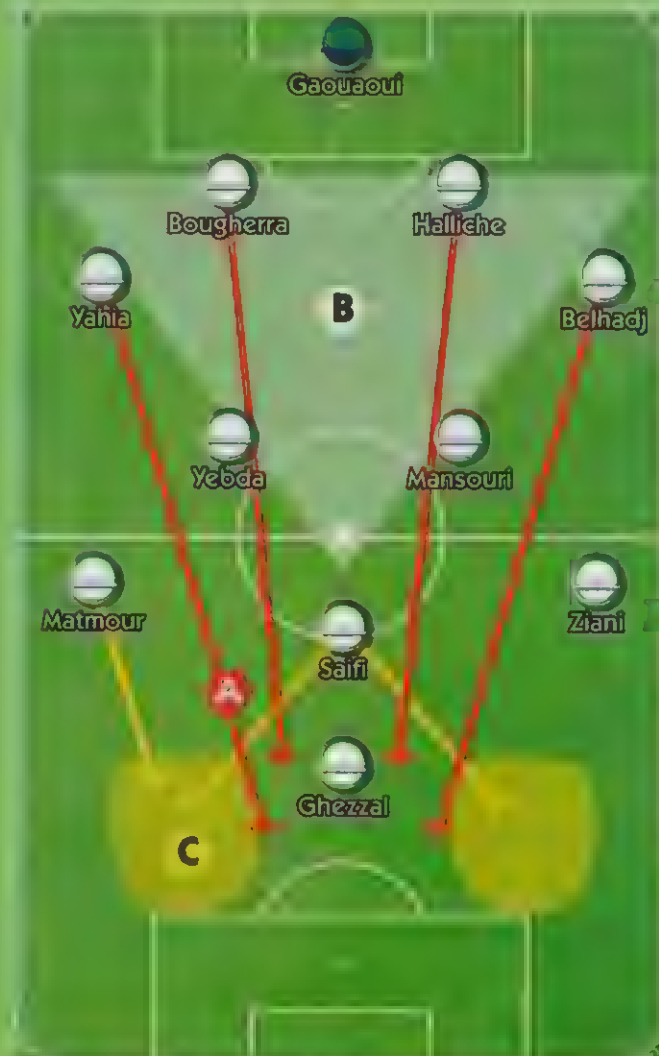 Gaouaoui
Bougherra
Halliche
Yahia
B
Belhadj
Yebda
Mansouri
Matmour
Ziani
Saifi
A
Ghezzal
C